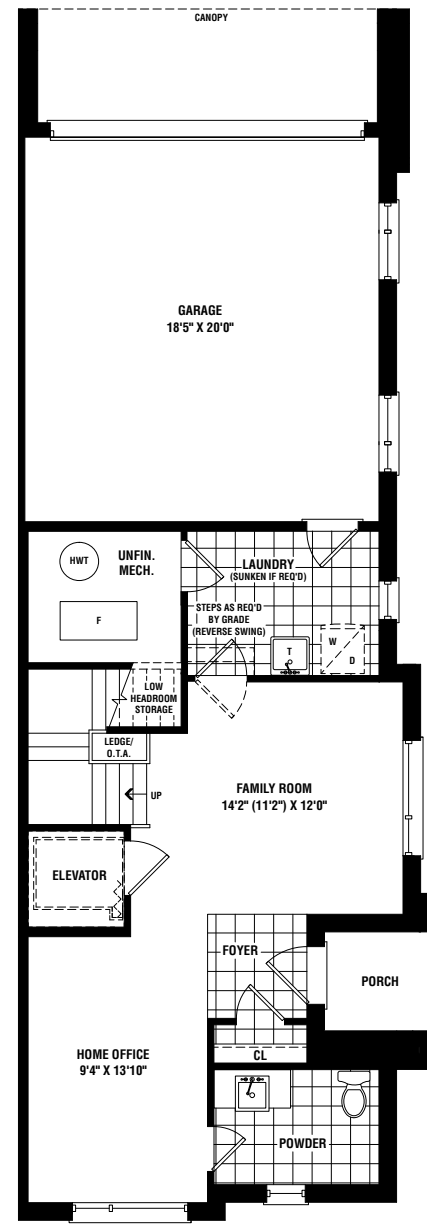 CANOPY
GARAGE
18'5" X 20'0"
HWT
UNFIN.
MECH.
F
LAUNDRY
(SUNKEN IF REQ'D)
STEPS AS REQ'D
BY GRADE
(REVERSE SWING)
T
W
D
LOW
HEADROOM
STORAGE
LEDGE/
O.T.A.
UP
FAMILY ROOM
14'2" (11'2") X 12'0"
ELEVATOR
FOYER
PORCH
CL
HOME OFFICE
9'4" X 13'10"
POWDER